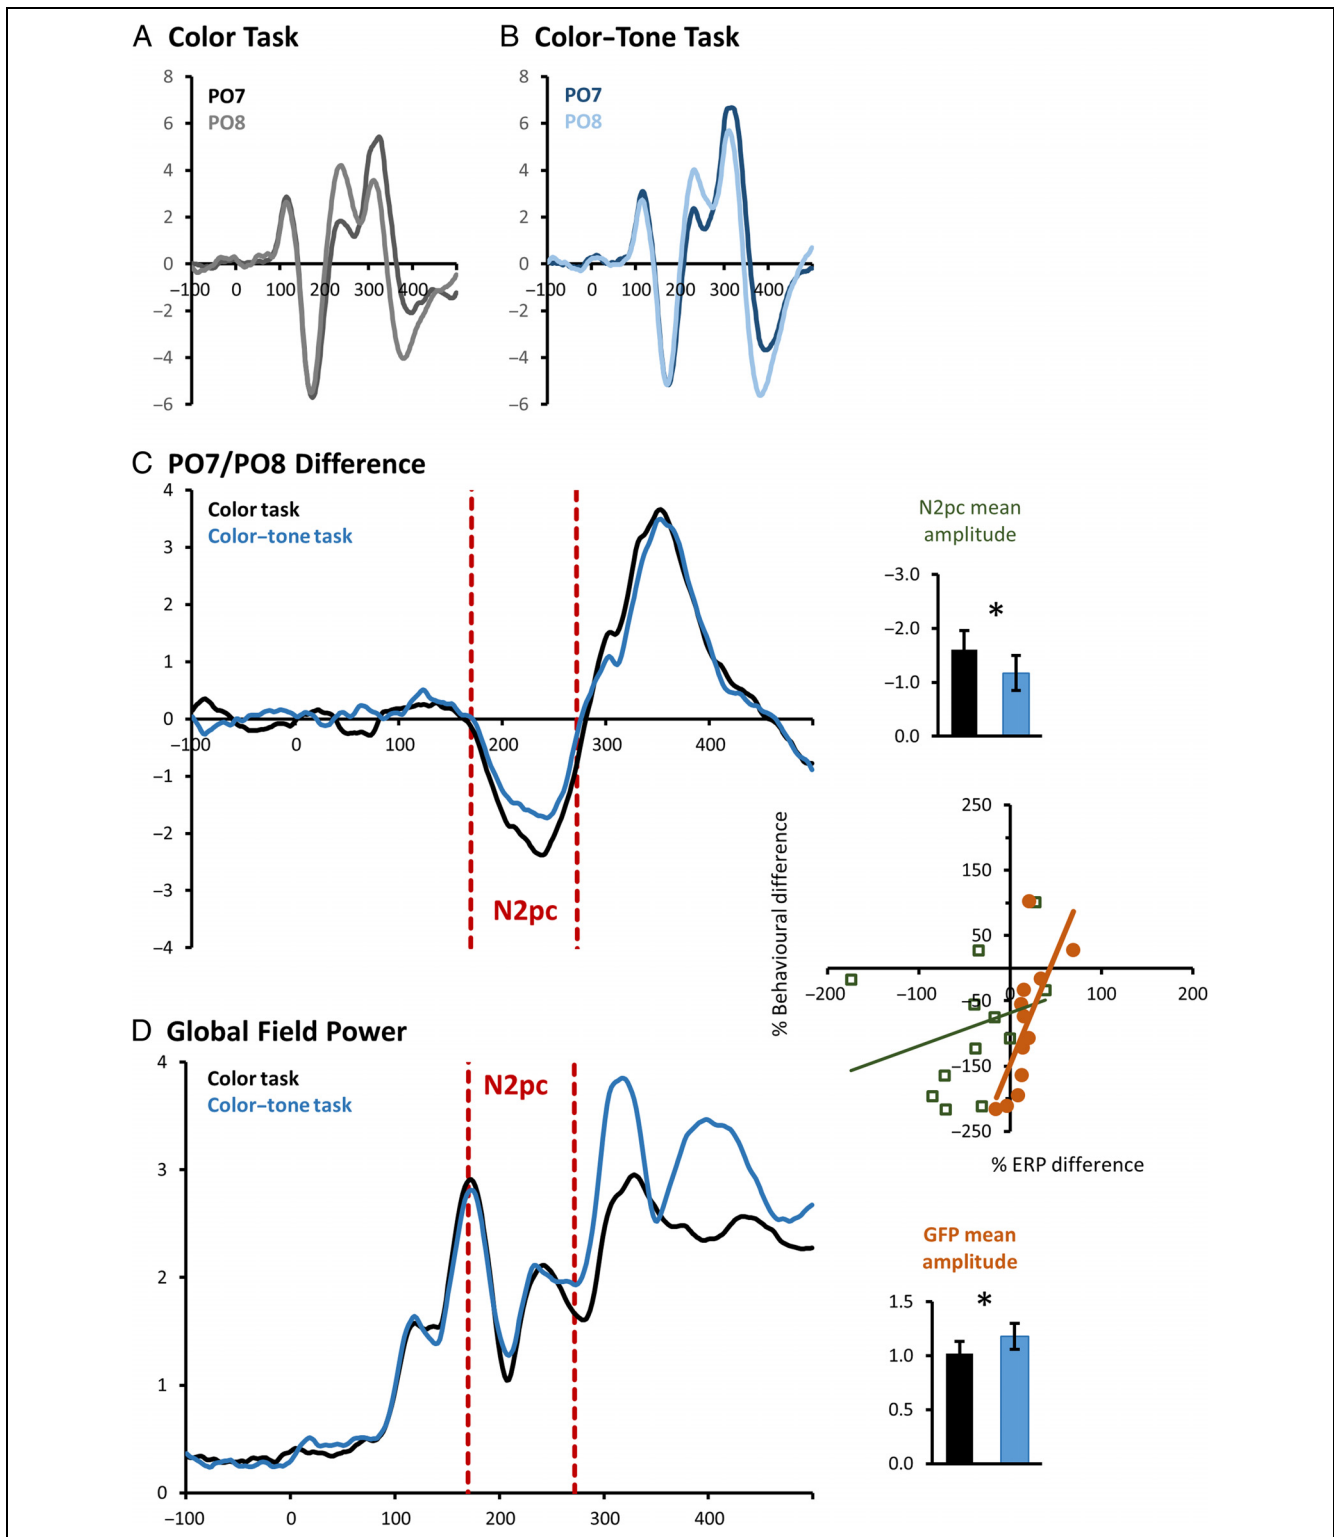 A Color Task
8
PO7
PO8
6
4
2
0
−100 0 100 200 300 400
−2
−4
−6
B Color–Tone Task
8
PO7
PO8
6
4
2
0
−100 0 100 200 300 400
−2
−4
−6
C PO7/PO8 Difference
4
Color task
Color–tone task
3
2
1
0
−100 0 100 200 300 400
−1
−2
−3
−4
N2pc
N2pc mean
amplitude
−3.0
*
−2.0
−1.0
0.0
% Behavioural difference
250
150
50
−200 −100 0 100 200
−50
−150
−250
% ERP difference
D Global Field Power
4
Color task
Color–tone task
N2pc
3
2
1
0
−100 0 100 200 300 400
GFP mean
amplitude
1.5
*
1.0
0.5
0.0